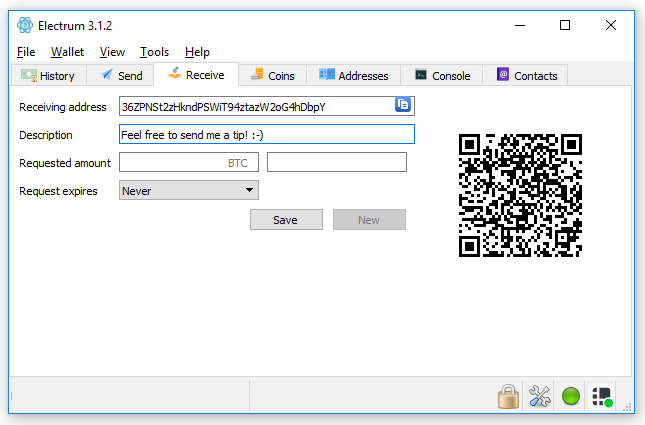 Electrum 3.1.2
File Wallet View Tools Help
History Send Receive Coins Addresses Console Contacts
Receiving address 36ZPNSt2zHkndPSWiT94ztazW2oG4hDbpY
Description Feel free to send me a tip! :-)
Requested amount BTC
Request expires Never
Save New